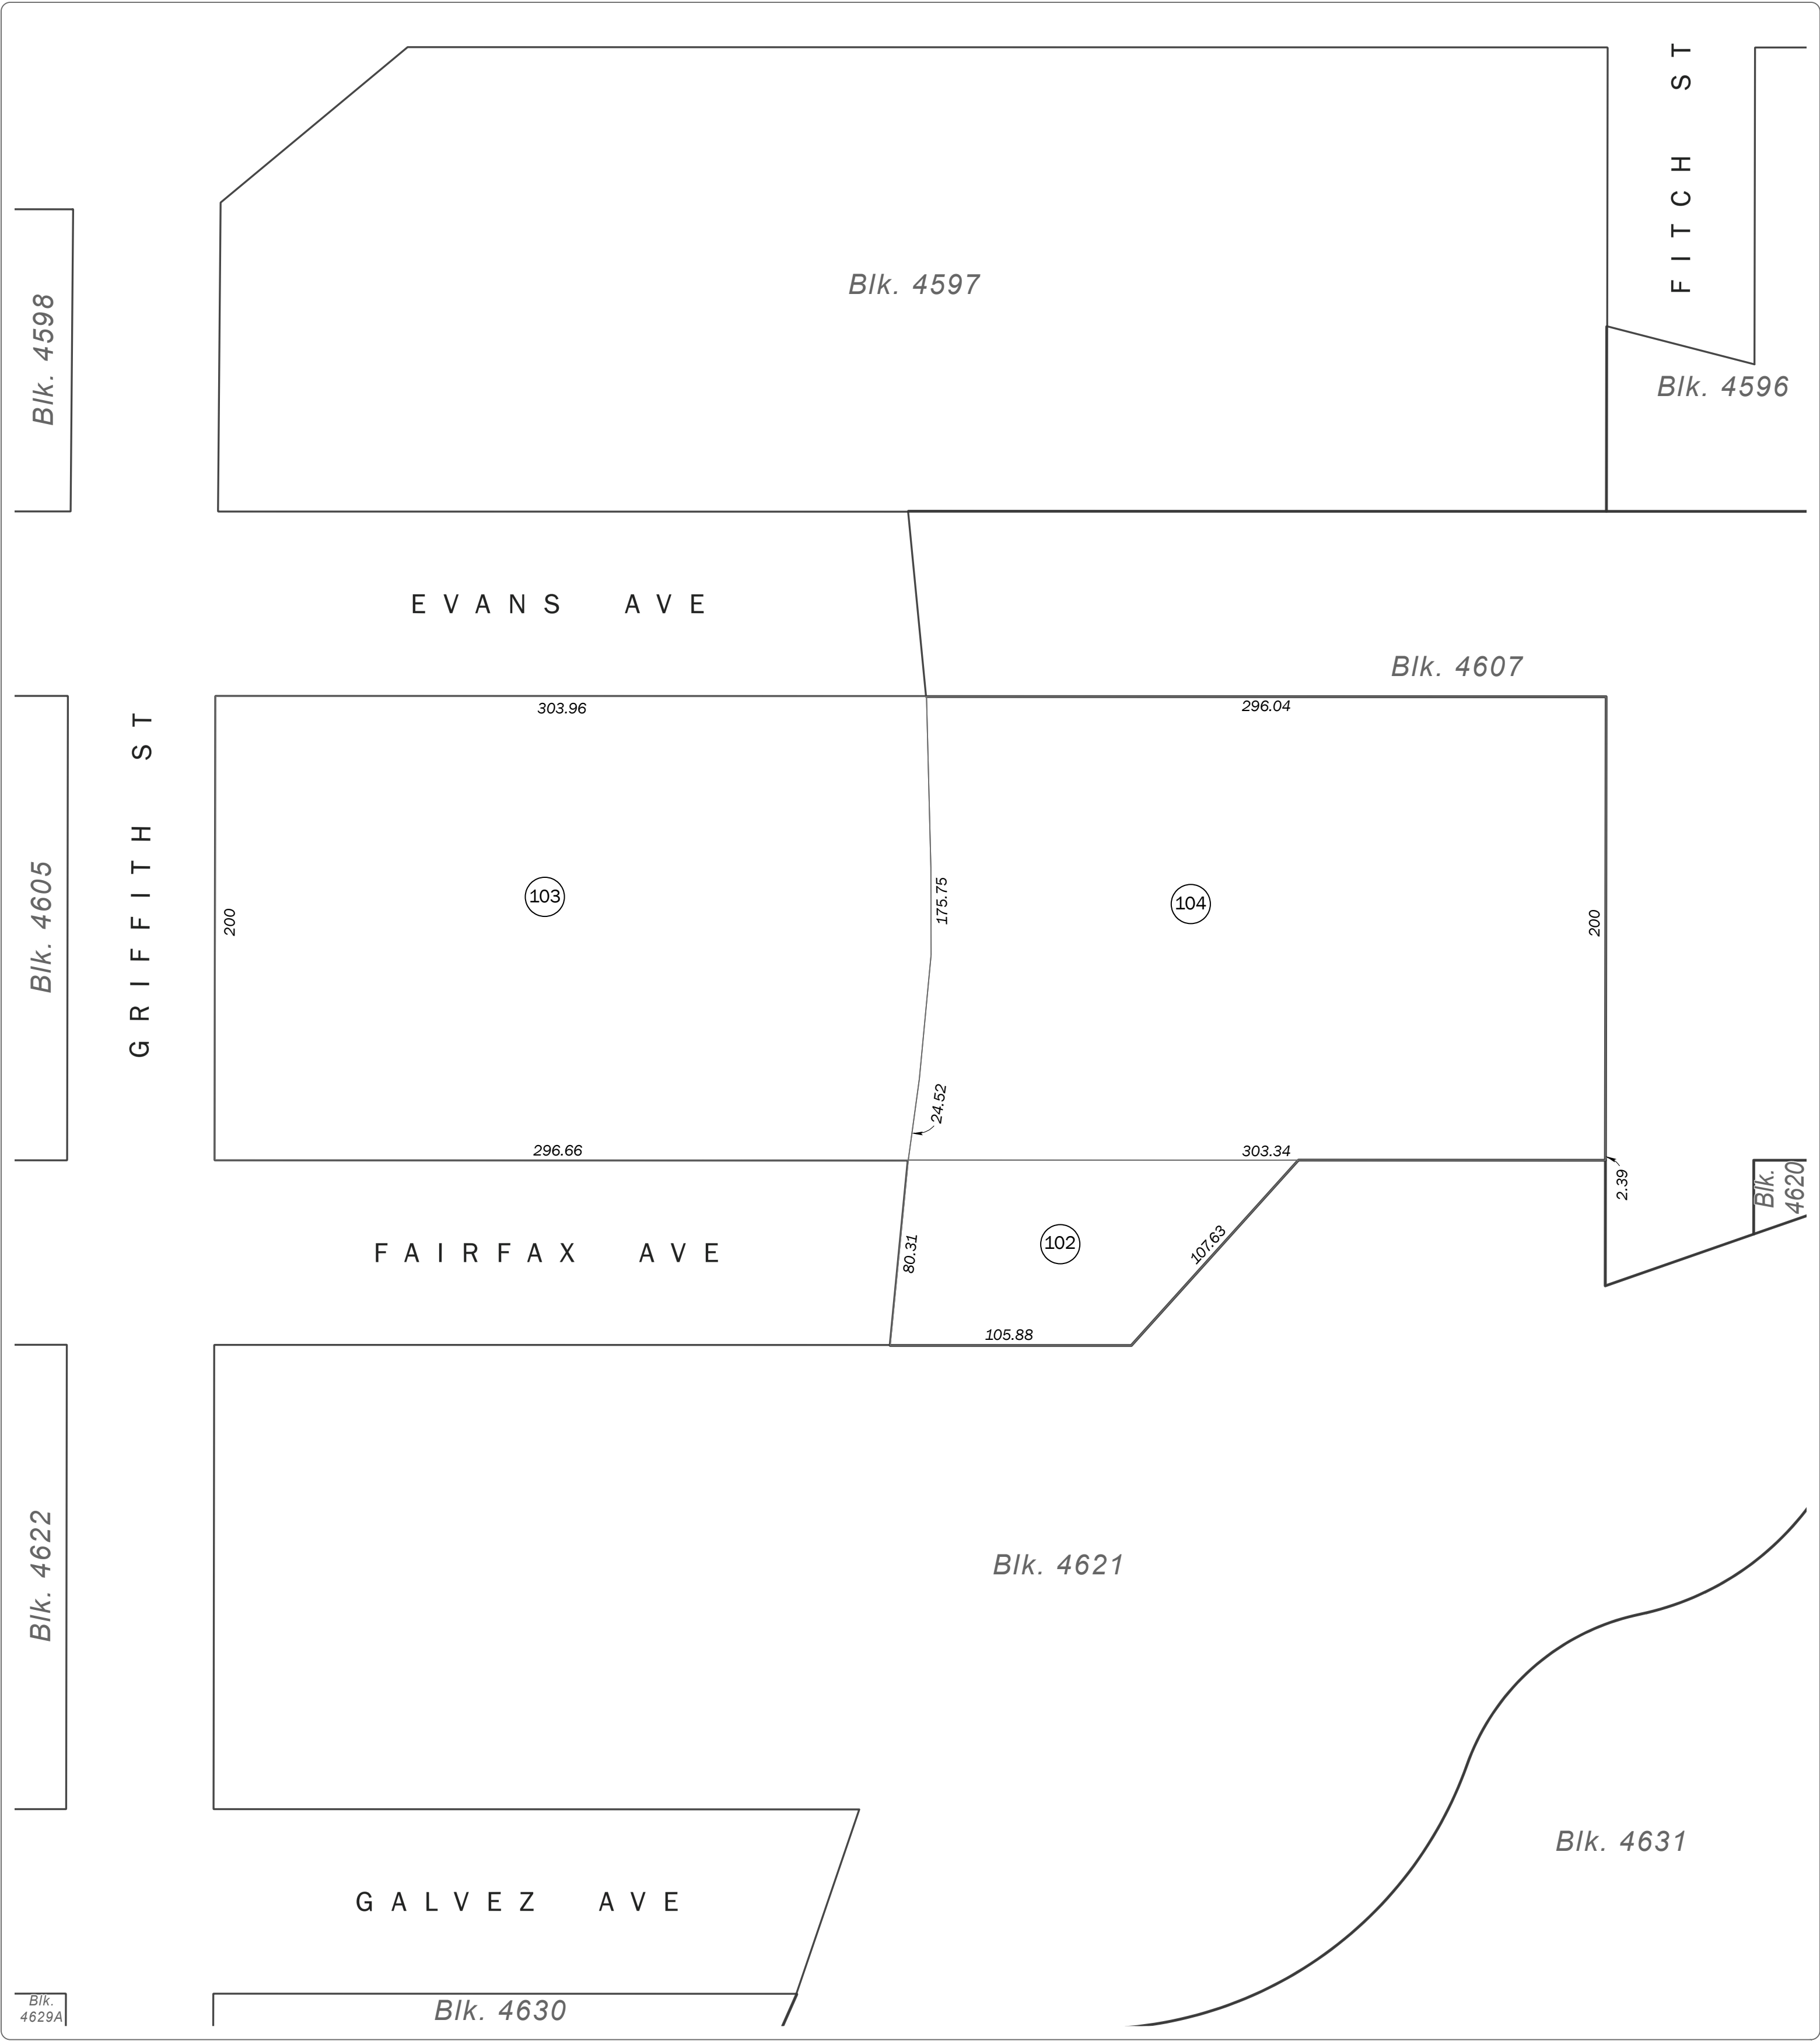 FITCH ST
Blk. 4597
Blk. 4598
Blk. 4596
EVANS AVE
Blk. 4607
303.96
296.04
GRIFFITH ST
Blk. 4605
200
103
175.75
104
200
24.52
296.66
303.34
2.39
Blk.
4620
FAIRFAX AVE
80.31
102
107.63
105.88
Blk. 4622
Blk. 4621
Blk. 4631
GALVEZ AVE
Blk.
4629A
Blk. 4630